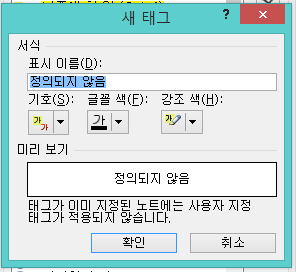 새 태그
서식
표시 이름(D):
정의되지 않음
기호(S): 글꼴 색(F): 강조 색(H):
미리 보기
정의되지 않음
태그가 이미 지정된 노트에는 사용자 지정
태그가 적용되지 않습니다.
확인 취소